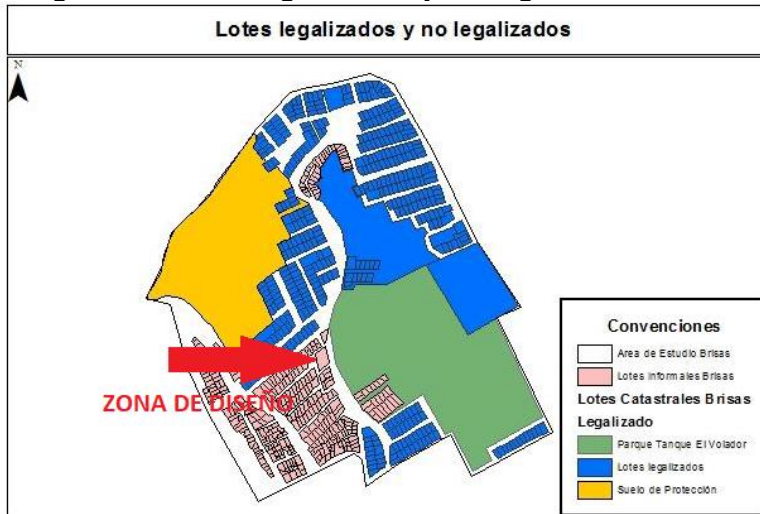 Lotes legalizados y no legalizados
N
ZONA DE DISEÑO
Convenciones
Area de Estudio Brisas
Lotes Informales Brisas
Lotes Catastrales Brisas
Legalizado
Parque Tanque El Volador
Lotes legalizados
Suelo de Protección